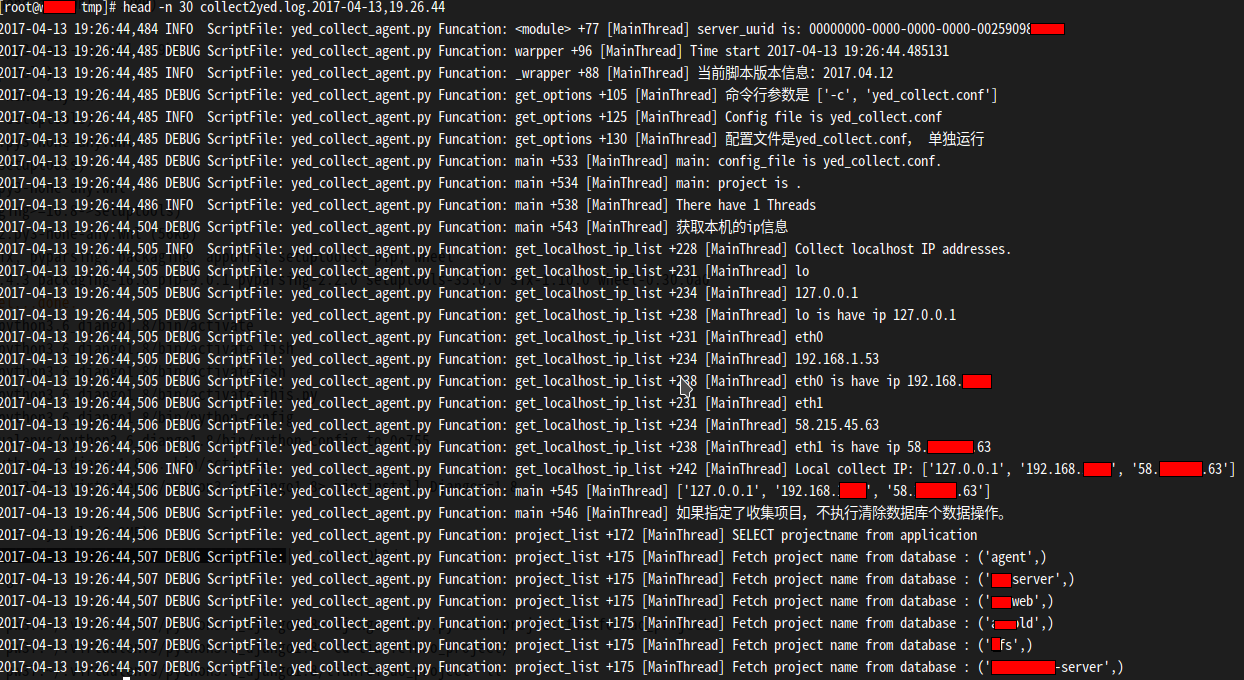 [root@ tmp]# head -n 30 collect2yed.log.2017-04-13,19.26.44
2017-04-13 19:26:44,484 INFO  ScriptFile: yed_collect_agent.py Funcation: <module> +77 [MainThread] server_uuid is: 00000000-0000-0000-0000-00259098
2017-04-13 19:26:44,485 DEBUG ScriptFile: yed_collect_agent.py Funcation: warpper +96 [MainThread] Time start 2017-04-13 19:26:44.485131
2017-04-13 19:26:44,485 INFO  ScriptFile: yed_collect_agent.py Funcation: _wrapper +88 [MainThread] 当前脚本版本信息：2017.04.12
2017-04-13 19:26:44,485 DEBUG ScriptFile: yed_collect_agent.py Funcation: get_options +105 [MainThread] 命令行参数是 ['-c', 'yed_collect.conf']
2017-04-13 19:26:44,485 INFO  ScriptFile: yed_collect_agent.py Funcation: get_options +125 [MainThread] Config file is yed_collect.conf
2017-04-13 19:26:44,485 DEBUG ScriptFile: yed_collect_agent.py Funcation: get_options +130 [MainThread] 配置文件是yed_collect.conf， 单独运行
2017-04-13 19:26:44,485 DEBUG ScriptFile: yed_collect_agent.py Funcation: main +533 [MainThread] main: config_file is yed_collect.conf.
2017-04-13 19:26:44,486 DEBUG ScriptFile: yed_collect_agent.py Funcation: main +534 [MainThread] main: project is .
2017-04-13 19:26:44,486 INFO  ScriptFile: yed_collect_agent.py Funcation: main +538 [MainThread] There have 1 Threads
2017-04-13 19:26:44,504 DEBUG ScriptFile: yed_collect_agent.py Funcation: main +543 [MainThread] 获取本机的ip信息
2017-04-13 19:26:44,505 INFO  ScriptFile: yed_collect_agent.py Funcation: get_localhost_ip_list +228 [MainThread] Collect localhost IP addresses.
2017-04-13 19:26:44,505 DEBUG ScriptFile: yed_collect_agent.py Funcation: get_localhost_ip_list +231 [MainThread] lo
2017-04-13 19:26:44,505 DEBUG ScriptFile: yed_collect_agent.py Funcation: get_localhost_ip_list +234 [MainThread] 127.0.0.1
2017-04-13 19:26:44,505 DEBUG ScriptFile: yed_collect_agent.py Funcation: get_localhost_ip_list +238 [MainThread] lo is have ip 127.0.0.1
2017-04-13 19:26:44,505 DEBUG ScriptFile: yed_collect_agent.py Funcation: get_localhost_ip_list +231 [MainThread] eth0
2017-04-13 19:26:44,505 DEBUG ScriptFile: yed_collect_agent.py Funcation: get_localhost_ip_list +234 [MainThread] 192.168.1.53
2017-04-13 19:26:44,505 DEBUG ScriptFile: yed_collect_agent.py Funcation: get_localhost_ip_list +238 [MainThread] eth0 is have ip 192.168.
2017-04-13 19:26:44,506 DEBUG ScriptFile: yed_collect_agent.py Funcation: get_localhost_ip_list +231 [MainThread] eth1
2017-04-13 19:26:44,506 DEBUG ScriptFile: yed_collect_agent.py Funcation: get_localhost_ip_list +234 [MainThread] 58.215.45.63
2017-04-13 19:26:44,506 DEBUG ScriptFile: yed_collect_agent.py Funcation: get_localhost_ip_list +238 [MainThread] eth1 is have ip 58. .63
2017-04-13 19:26:44,506 INFO  ScriptFile: yed_collect_agent.py Funcation: get_localhost_ip_list +242 [MainThread] Local collect IP: ['127.0.0.1', '192.168. ', '58. .63']
2017-04-13 19:26:44,506 DEBUG ScriptFile: yed_collect_agent.py Funcation: main +545 [MainThread] ['127.0.0.1', '192.168. ', '58. .63']
2017-04-13 19:26:44,506 DEBUG ScriptFile: yed_collect_agent.py Funcation: main +546 [MainThread] 如果指定了收集项目，不执行清除数据库个数据操作。
2017-04-13 19:26:44,506 DEBUG ScriptFile: yed_collect_agent.py Funcation: project_list +172 [MainThread] SELECT projectname from application
2017-04-13 19:26:44,507 DEBUG ScriptFile: yed_collect_agent.py Funcation: project_list +175 [MainThread] Fetch project name from database : ('agent',)
2017-04-13 19:26:44,507 DEBUG ScriptFile: yed_collect_agent.py Funcation: project_list +175 [MainThread] Fetch project name from database : (' server',)
2017-04-13 19:26:44,507 DEBUG ScriptFile: yed_collect_agent.py Funcation: project_list +175 [MainThread] Fetch project name from database : (' web',)
2017-04-13 19:26:44,507 DEBUG ScriptFile: yed_collect_agent.py Funcation: project_list +175 [MainThread] Fetch project name from database : (' ld',)
2017-04-13 19:26:44,507 DEBUG ScriptFile: yed_collect_agent.py Funcation: project_list +175 [MainThread] Fetch project name from database : (' fs',)
2017-04-13 19:26:44,507 DEBUG ScriptFile: yed_collect_agent.py Funcation: project_list +175 [MainThread] Fetch project name from database : (' -server',)